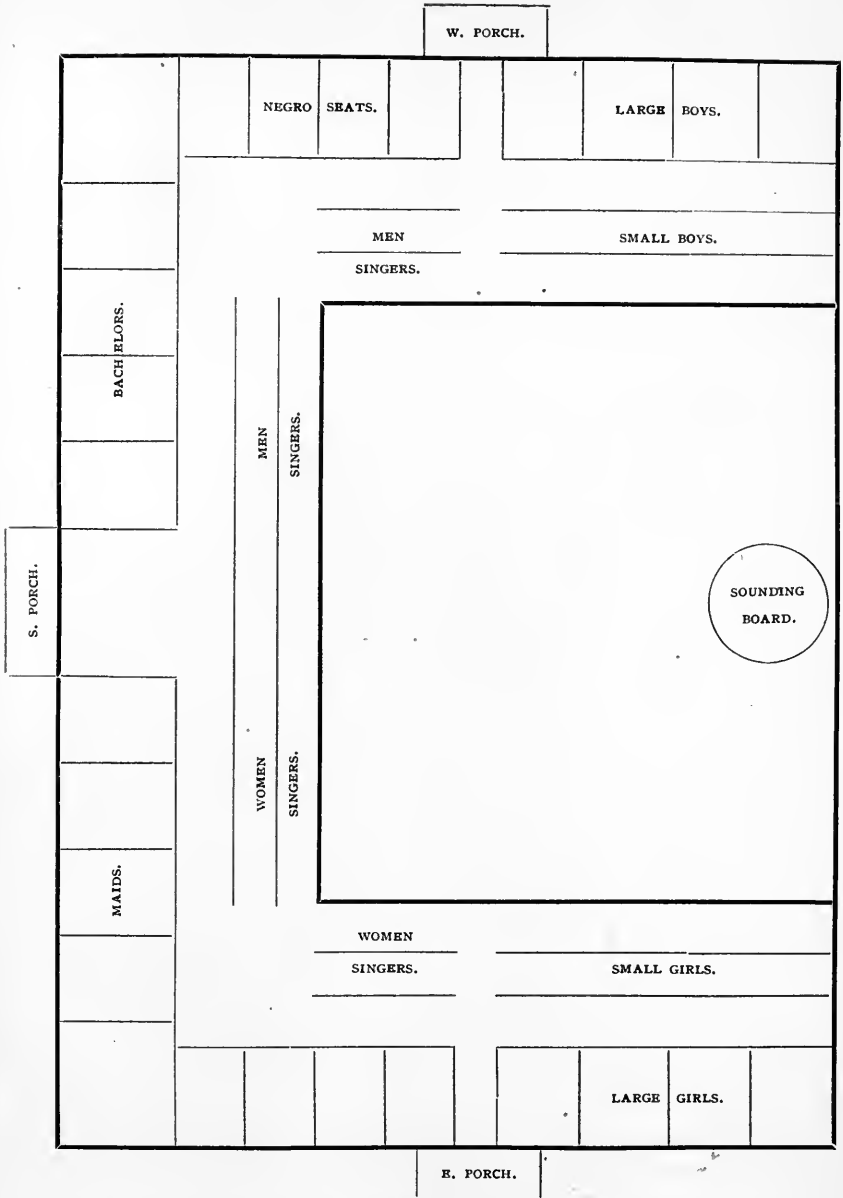 W. PORCH.
NEGRO SEATS.
LARGE BOYS.
MEN
SINGERS.
SMALL BOYS.
BACHELORS.
MEN
SINGERS.
S. PORCH.
SOUNDING
BOARD.
WOMEN
SINGERS.
MAIDS.
WOMEN
SINGERS.
SMALL GIRLS.
LARGE GIRLS.
E. PORCH.